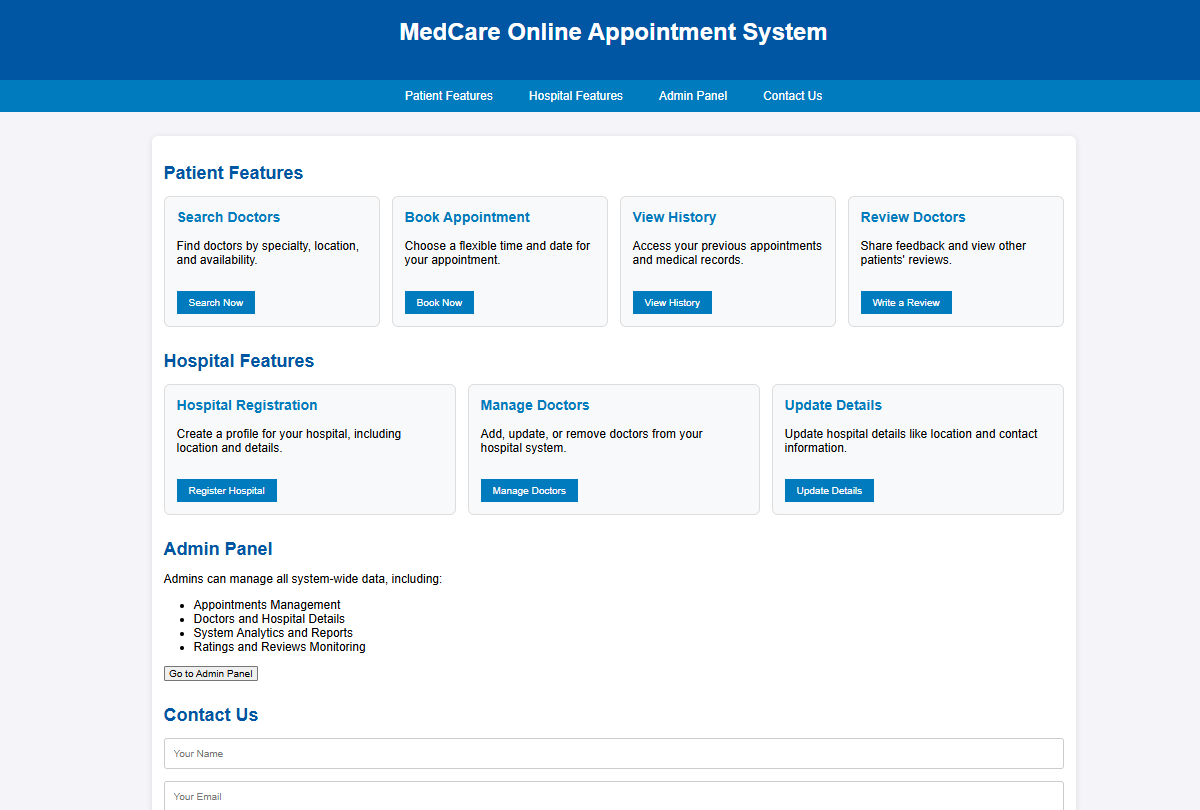 MedCare Online Appointment System
Patient Features
Hospital Features
Admin Panel
Contact Us
Patient Features
Search Doctors
Find doctors by specialty, location,
and availability.
Search Now
Book Appointment
Choose a flexible time and date for
your appointment.
Book Now
View History
Access your previous appointments
and medical records.
View History
Review Doctors
Share feedback and view other
patients' reviews.
Write a Review
Hospital Features
Hospital Registration
Create a profile for your hospital, including
location and details.
Register Hospital
Manage Doctors
Add, update, or remove doctors from your
hospital system.
Manage Doctors
Update Details
Update hospital details like location and contact
information.
Update Details
Admin Panel
Admins can manage all system-wide data, including:
Appointments Management
Doctors and Hospital Details
System Analytics and Reports
Ratings and Reviews Monitoring
Go to Admin Panel
Contact Us
Your Name
Your Email